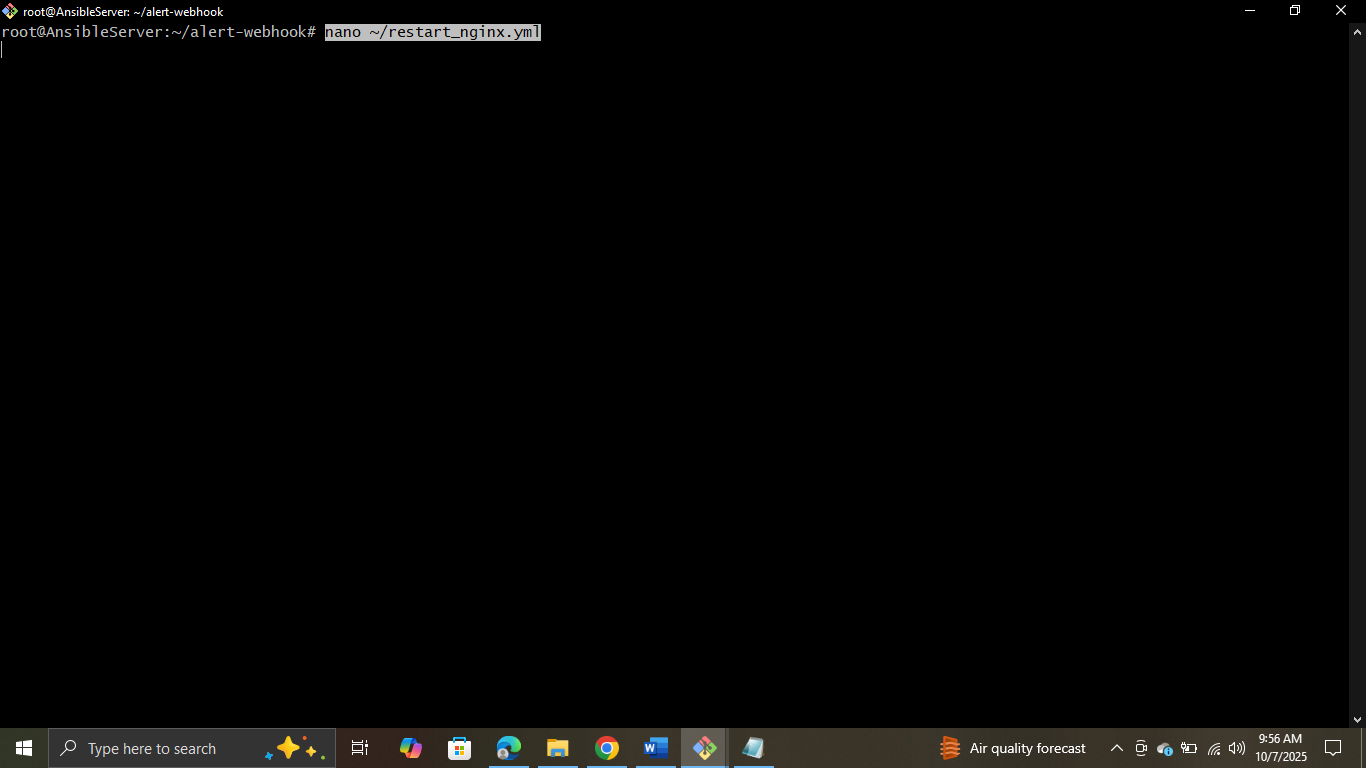 root@AnsibleServer: ~/alert-webhook
root@AnsibleServer:~/alert-webhook# nano ~/restart_nginx.yml
Type here to search
Air quality forecast
9:56 AM
10/7/2025